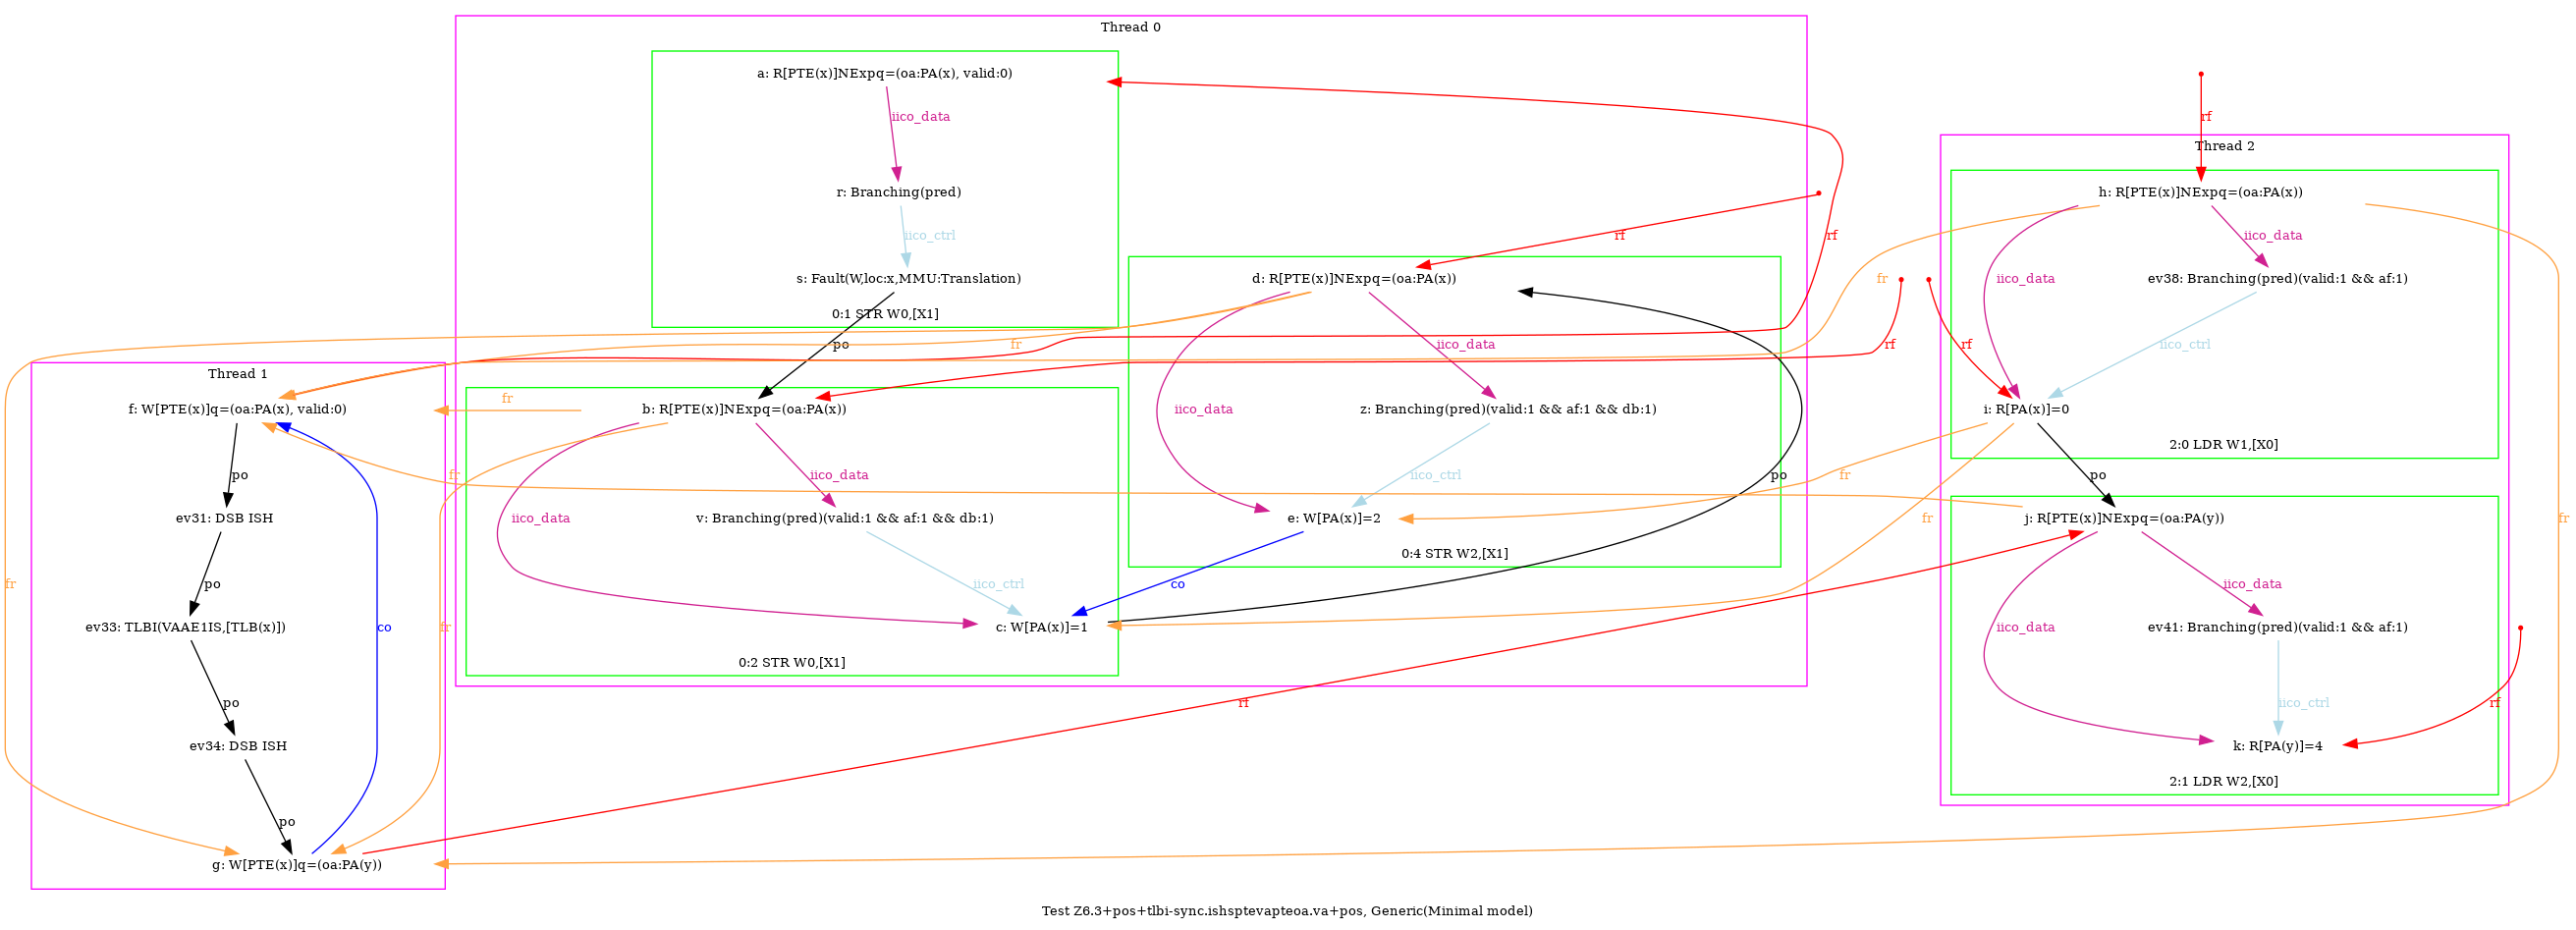 Thread 0
a: R[PTE(x)]NExpq=(oa:PA(x), valid:0)
iico_data
r: Branching(pred)
iico_ctrl
s: Fault(W,loc:x,MMU:Translation)
0:1 STR W0,[X1]
po
b: R[PTE(x)]NExpq=(oa:PA(x))
iico_data
iico_data
v: Branching(pred)(valid:1 && af:1 && db:1)
iico_ctrl
c: W[PA(x)]=1
0:2 STR W0,[X1]
rf
d: R[PTE(x)]NExpq=(oa:PA(x))
fr
iico_data
iico_data
z: Branching(pred)(valid:1 && af:1 && db:1)
iico_ctrl
po
e: W[PA(x)]=2
0:4 STR W2,[X1]
co
Thread 1
f: W[PTE(x)]q=(oa:PA(x), valid:0)
fr
fr
po
ev31: DSB ISH
po
ev33: TLBI(VAAE1IS,[TLB(x)])
po
ev34: DSB ISH
po
g: W[PTE(x)]q=(oa:PA(y))
fr
co
fr
rf
rf
rf
fr
rf
rf
Thread 2
h: R[PTE(x)]NExpq=(oa:PA(x))
iico_data
iico_data
ev38: Branching(pred)(valid:1 && af:1)
iico_ctrl
i: R[PA(x)]=0
2:0 LDR W1,[X0]
fr
fr
po
fr
j: R[PTE(x)]NExpq=(oa:PA(y))
iico_data
iico_data
ev41: Branching(pred)(valid:1 && af:1)
iico_ctrl
rf
k: R[PA(y)]=4
2:1 LDR W2,[X0]
Test Z6.3+pos+tlbi-sync.ishsptevapteoa.va+pos, Generic(Minimal model)